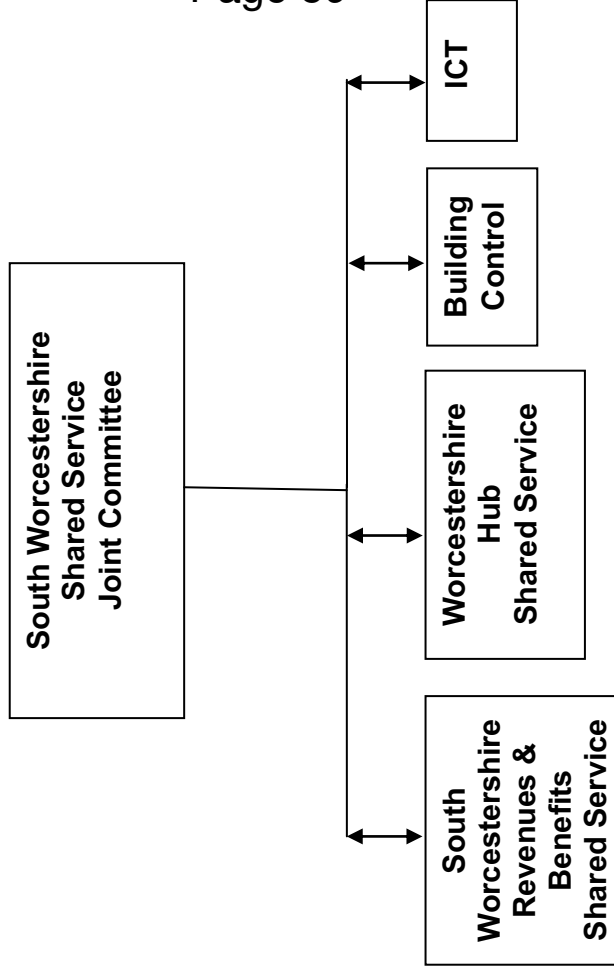 South Worcestershire
Shared Service
Joint Committee
South
Worcestershire
Revenues &
Benefits
Shared Service
Worcestershire
Hub
Shared Service
Building
Control
ICT